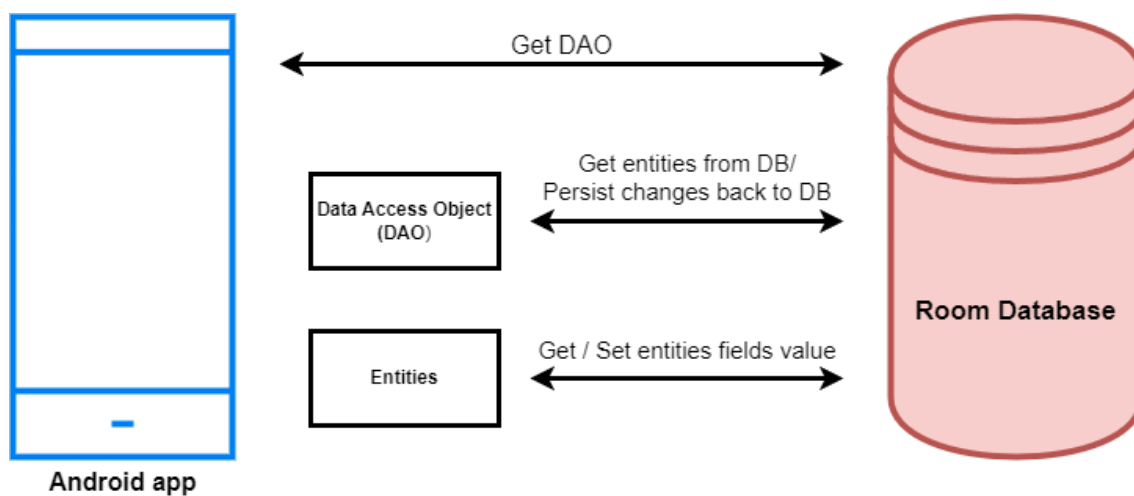 Get DAO
Get entities from DB/
Persist changes back to DB
Data Access Object
(DAO)
Room Database
Get / Set entities fields value
Entities
Android app